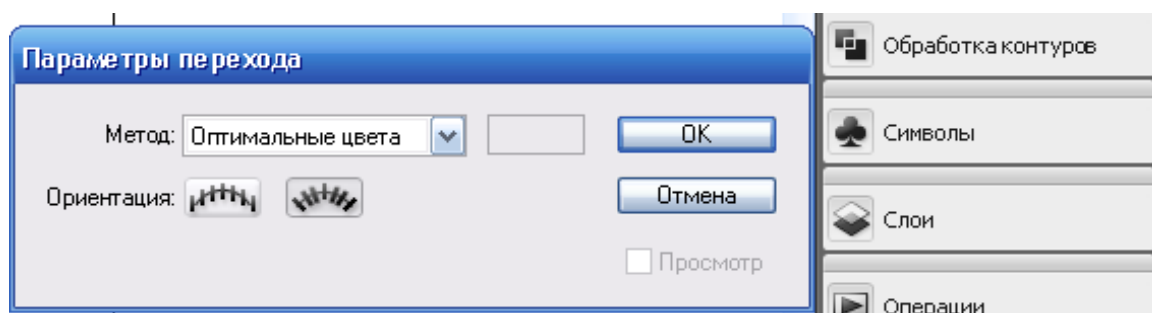 Параметры перехода
Метод: Оптимальные цвета
OK
Ориентация:
Отмена
Просмотр
Обработка контуров
Символы
Слои
Операции